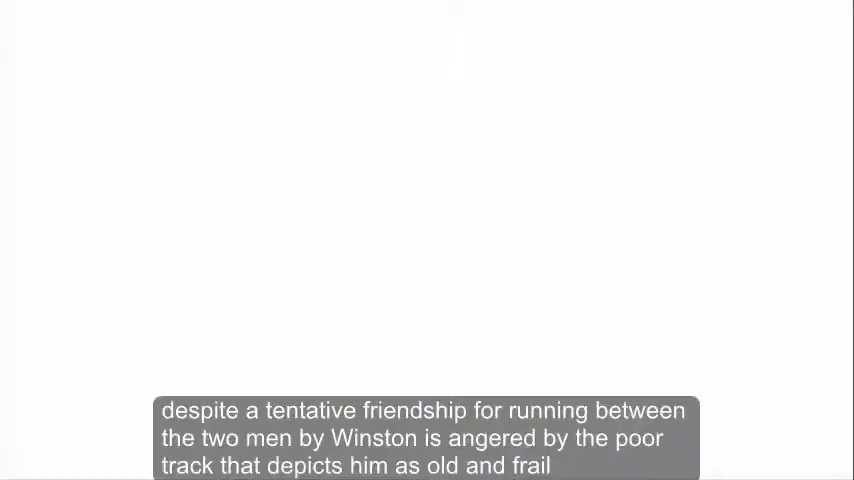 despite a tentative friendship for running between
the two men by Winston is angered by the poor
track that depicts him as old and frail